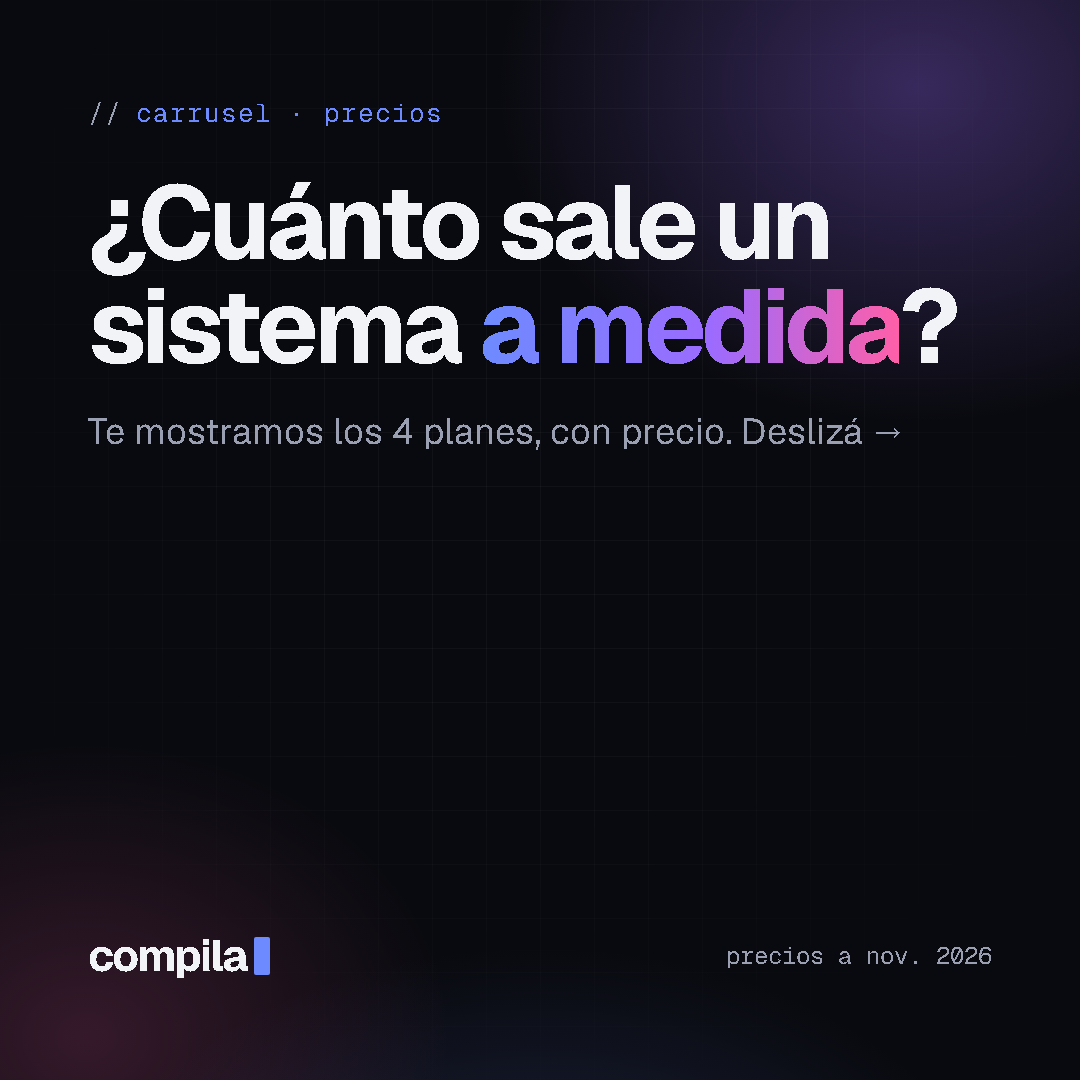 // carrusel · precios
¿Cuánto sale un
sistema a medida?
Te mostramos los 4 planes, con precio. Deslizá →
compila
precios a nov. 2026